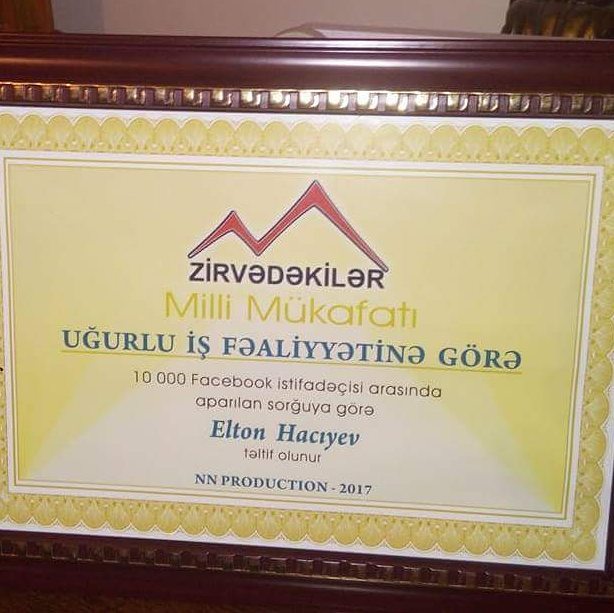 ZİRVƏDƏKİLƏR
Milli Mükafatı
UĞURLU İŞ FƏALİYYƏTİNƏ GÖRƏ
10 000 Facebook istifadəçisi arasında
aparılan sorğuya görə
Elton Hacıyev
təltif olunur
NN PRODUCTION - 2017